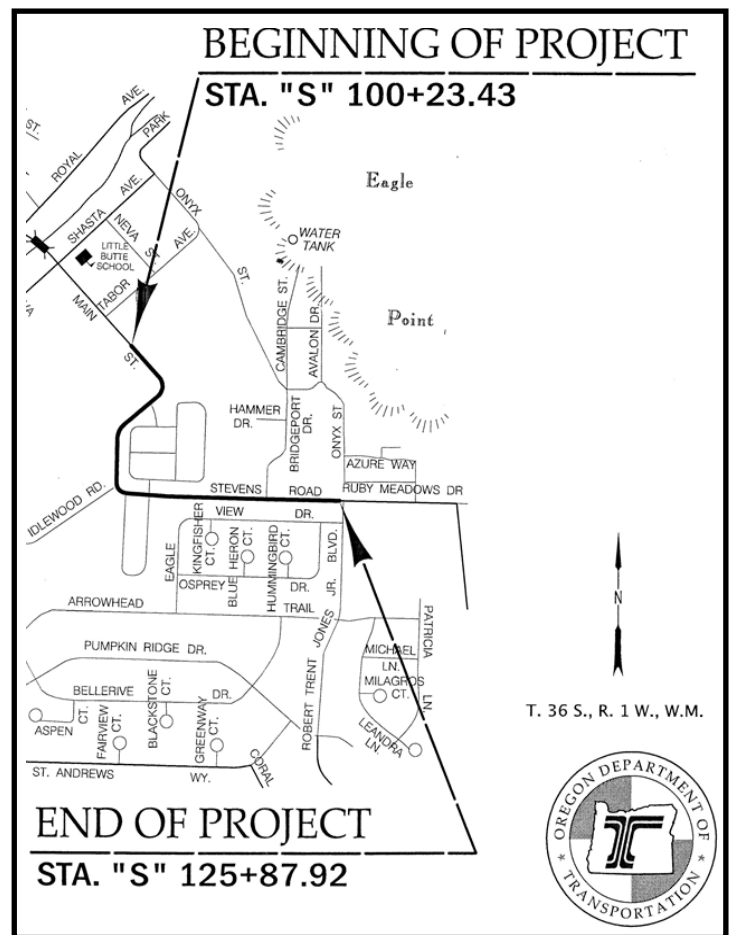 BEGINNING OF PROJECT
STA. "S" 100+23.43
AVE.
ST.
ROYAL
PARK
Eagle
SHASTA AVE.
ONYX ST.
NEVA ST.
TABOR AVE.
LITTLE
BUTTE
SCHOOL
WATER
TANK
MAIN ST.
VA
CAMBRIDGE ST.
AVALON DR.
Point
HAMMER
DR.
BRIDGEPORT
DR.
ONYX ST
AZURE WAY
RUBY MEADOWS DR
STEVENS ROAD
IDLEWOOD RD.
EAGLE VIEW DR.
KINGFISHER
CT.
BLUE HERON
CT.
HUMMINGBIRD
CT.
OSPREY DR.
ROBERT TRENT JONES JR. BLVD.
ARROWHEAD TRAIL
PATRICIA LN.
PUMPKIN RIDGE DR.
MICHAEL
LN.
MILAGROS
CT.
BELLERIVE DR.
LEANDRA
LN.
ASPEN CT.
FAIRVIEW
CT.
BLACKSTONE
CT.
GREENWAY
CT.
CORAL
ST. ANDREWS WY.
N
T. 36 S., R. 1 W., W.M.
END OF PROJECT
STA. "S" 125+87.92
OREGON DEPARTMENT OF
TRANSPORTATION